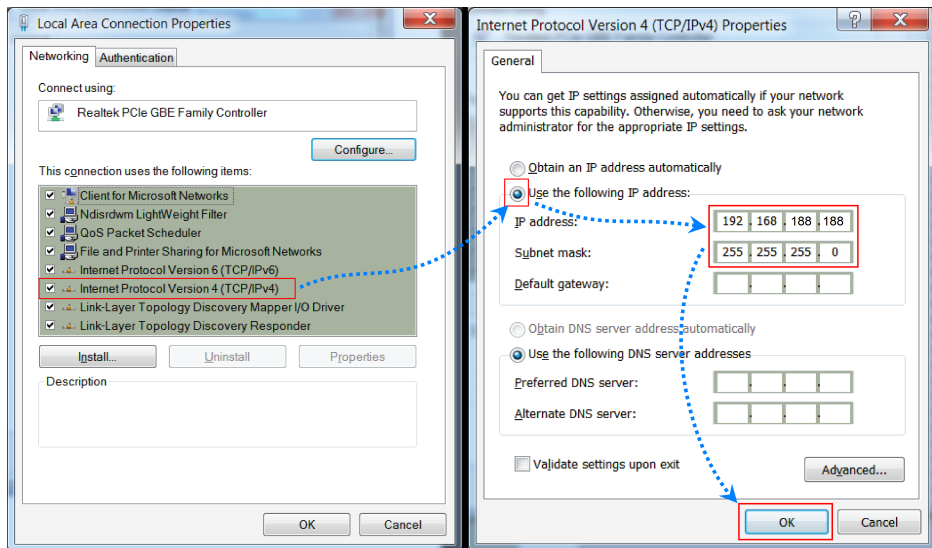 Local Area Connection Properties
Networking
Authentication
Connect using:
Realtek PCIe GBE Family Controller
Configure...
This connection uses the following items:
Client for Microsoft Networks
Ndisrdwm LightWeight Filter
QoS Packet Scheduler
File and Printer Sharing for Microsoft Networks
Internet Protocol Version 6 (TCP/IPv6)
Internet Protocol Version 4 (TCP/IPv4)
Link-Layer Topology Discovery Mapper I/O Driver
Link-Layer Topology Discovery Responder
Install...
Uninstall
Properties
Description
OK
Cancel
Internet Protocol Version 4 (TCP/IPv4) Properties
General
You can get IP settings assigned automatically if your network
supports this capability. Otherwise, you need to ask your network
administrator for the appropriate IP settings.
Obtain an IP address automatically
Use the following IP address:
IP address: 192 . 168 . 188 . 188
Subnet mask: 255 . 255 . 255 . 0
Default gateway: . . .
Obtain DNS server address automatically
Use the following DNS server addresses
Preferred DNS server: . . .
Alternate DNS server: . . .
Validate settings upon exit
Advanced...
OK
Cancel